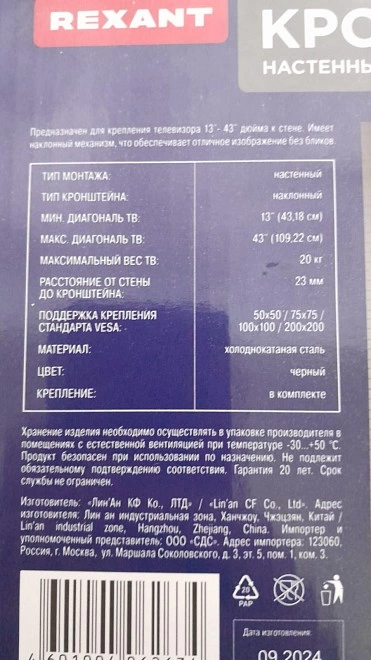 REXANT
КРО
НАСТЕННЫ
Предназначен для крепления телевизора 13"- 43" дюйма к стене. Имеет
наклонный механизм, что обеспечивает отличное изображение без бликов.
ТИП МОНТАЖА: настенный
ТИП КРОНШТЕЙНА: наклонный
МИН. ДИАГОНАЛЬ ТВ: 13" (43,18 см)
МАКС. ДИАГОНАЛЬ ТВ: 43" (109,22 см)
МАКСИМАЛЬНЫЙ ВЕС ТВ: 20 кг
РАССТОЯНИЕ ОТ СТЕНЫ 23 мм
ДО КРОНШТЕЙНА:
ПОДДЕРЖКА КРЕПЛЕНИЯ 50x50 / 75x75 /
СТАНДАРТА VESA: 100x100 / 200x200
МАТЕРИАЛ: холоднокатаная сталь
ЦВЕТ: черный
КРЕПЛЕНИЕ: в комплекте
Хранение изделия необходимо осуществлять в упаковке производителя в
помещениях с естественной вентиляцией при температуре -30...+50 °C.
Продукт безопасен при использовании по назначению. Не подлежит
обязательному подтверждению соответствия. Гарантия 20 лет. Срок
службы не ограничен.
Изготовитель: «Лин'Ан КФ Ко., ЛТД» / «Lin'an CF Co., Ltd». Адрес
изготовителя: Лин ан индустриальная зона, Ханчжоу, Чжэцзян, Китай /
Lin'an industrial zone, Hangzhou, Zhejiang, China. Импортер и
уполномоченный представитель: ООО «СДС». Адрес импортера: 123060,
Россия, г. Москва, ул. Маршала Соколовского, д. 3, эт. 5, пом. 1, ком. 3.
20
PAP
Дата изготовления:
09.2024